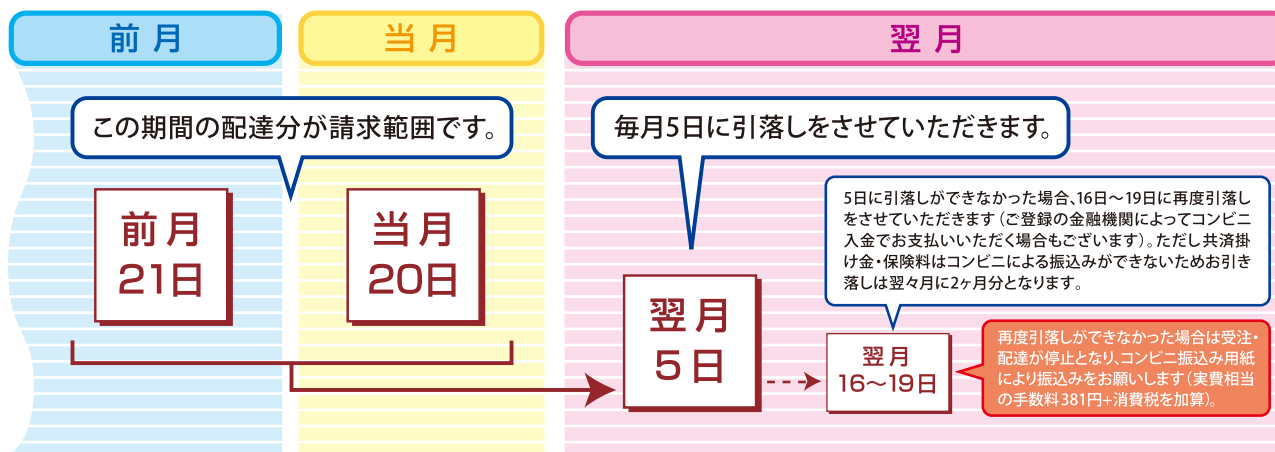 前月
当月
翌月
この期間の配達分が請求範囲です。
毎月5日に引落しをさせていただきます。
前月
21日
当月
20日
翌月
5日
5日に引落しができなかった場合、16日～19日に再度引落し
をさせていただきます（ご登録の金融機関によってコンビニ
入金でお支払いいただく場合もございます）。ただし共済掛
け金・保険料はコンビニによる振込みができないためお引き
落しは翌々月に2ヶ月分となります。
翌月
16～19日
再度引落しができなかった場合は受注・
配達が停止となり、コンビニ振込み用紙
により振込みをお願いします（実費相当
の手数料381円+消費税を加算）。